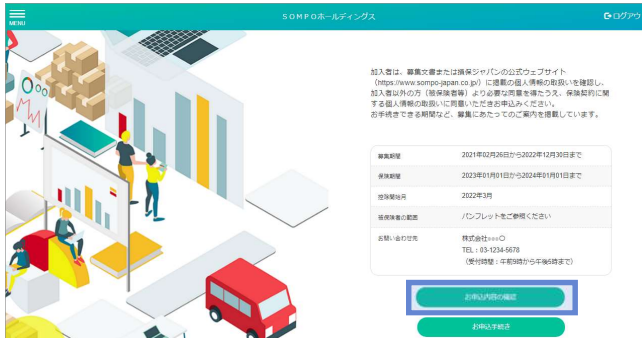 MENU
SOMPOホールディングス
ログアウ
加入者は、募集文書または損保ジャパンの公式ウェブサイト
（https://www.sompo-japan.co.jp/）に掲載の個人情報の取扱いを確認し、
加入者以外の方（被保険者等）より必要な同意を得たうえ、保険契約に関
する個人情報の取扱いに同意いただきお申込みください。
お手続きできる期間など、募集にあたってのご案内を掲載しています。
募集期間 2021年02月26日から2022年12月30日まで
保険期間 2023年01月01日から2024年01月01日まで
控除開始月 2022年3月
被保険者の範囲 パンフレットをご参照ください
お問い合わせ先 株式会社○○○〇
TEL：03-1234-5678
（受付時間：午前9時から午後5時まで）
お申込内容の確認
お申込手続き